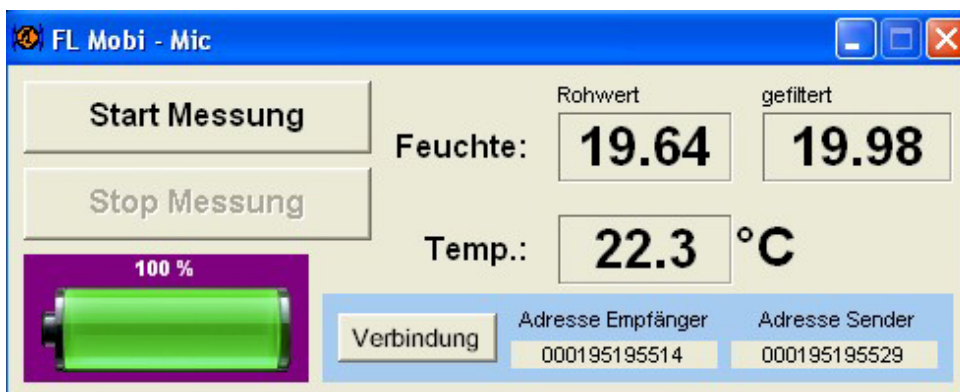 FL Mobi - Mic
Start Messung
Stop Messung
100 %
Rohwert gefiltert
Feuchte: 19.64 19.98
Temp.: 22.3 °C
Verbindung
Adresse Empfänger Adresse Sender
000195195514 000195195529